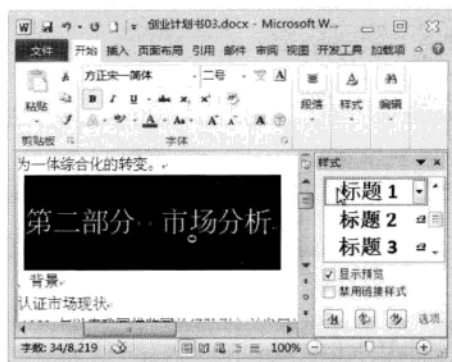 创业计划书03.docx - Microsoft W...
文件 开始 插入 页面布局 引用 邮件 审阅 视图 开发工具 加载项
方正宋一简体 二号
B I U abc x₂ x²
A Aa A A
粘贴
段落 样式 编辑
剪贴板 字体
为一体综合化的转变。
第二部分 市场分析
背景
认证市场现状
样式
标题 1
标题 2
标题 3
显示预览
禁用链接样式
选项
字数: 34/8,219 100%